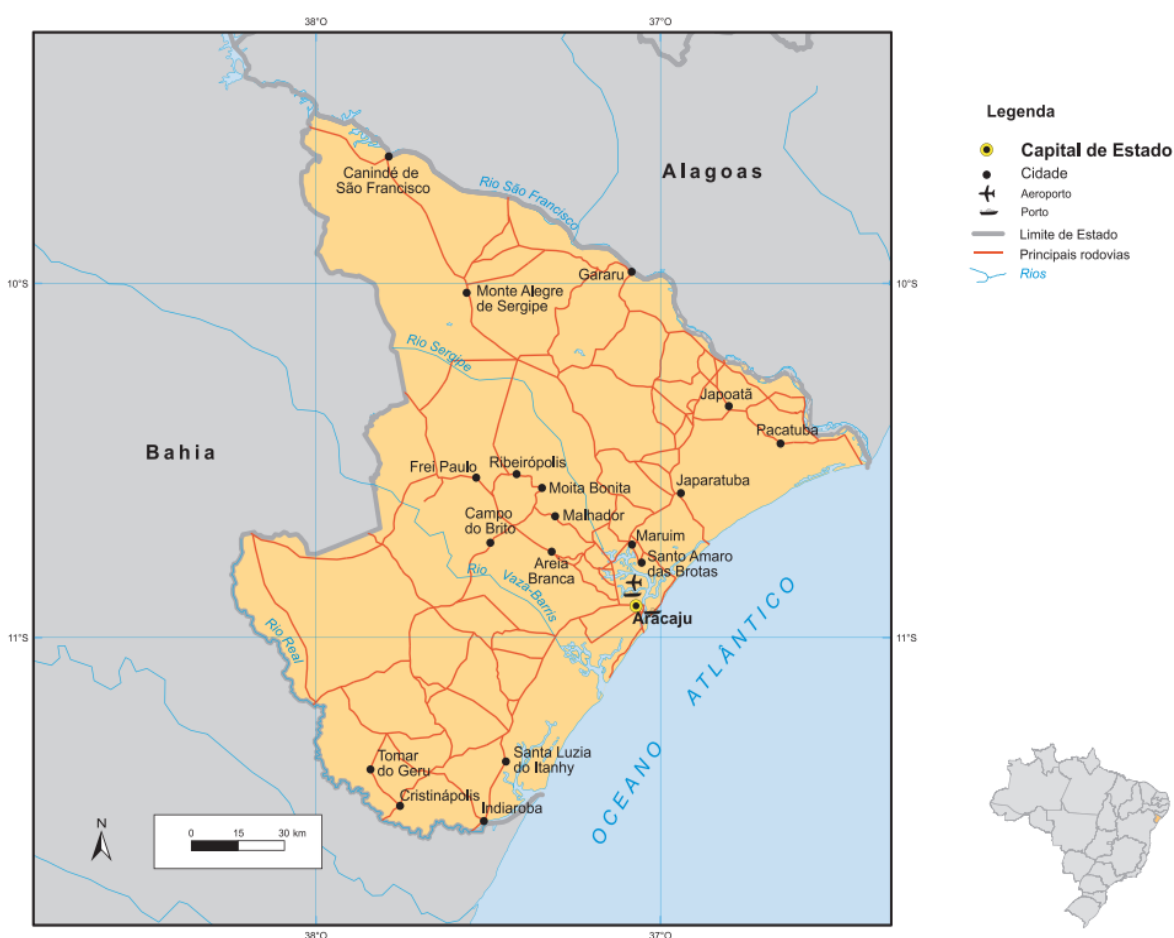 38°O
37°O
Legenda
Capital de Estado
Cidade
Aeroporto
Porto
Limite de Estado
Principais rodovias
Rios
Canindé de
São Francisco
Alagoas
Rio São Francisco
Gararu
10°S
10°S
Monte Alegre
de Sergipe
Rio Sergipe
Japoatã
Pacatuba
Bahia
Frei Paulo
Ribeirópolis
Moita Bonita
Japaratuba
Campo
do Brito
Malhador
Maruim
Areia
Branca
Santo Amaro
das Brotas
Rio
Vaza-Barris
Aracaju
11°S
11°S
Rio Real
OCEANO ATLÂNTICO
Tomar
do Geru
Santa Luzia
do Itanhy
Cristinápolis
Indiaroba
N
0 15 30 km
38°O
37°O